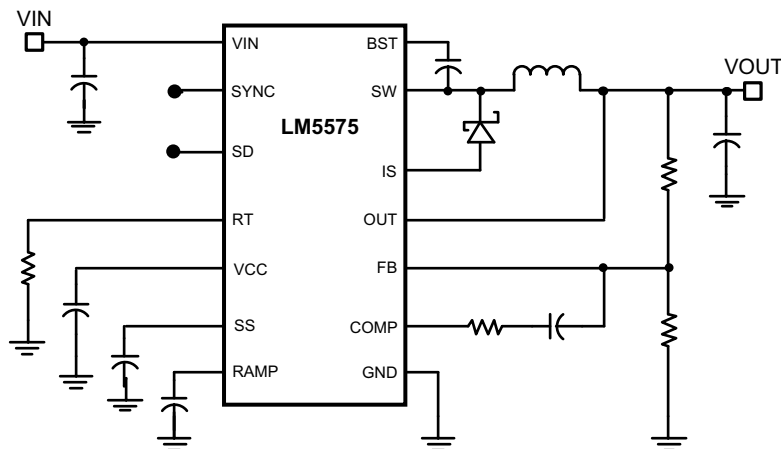 VIN
VOUT
LM5575
VIN
SYNC
SD
RT
VCC
SS
RAMP
BST
SW
IS
OUT
FB
COMP
GND